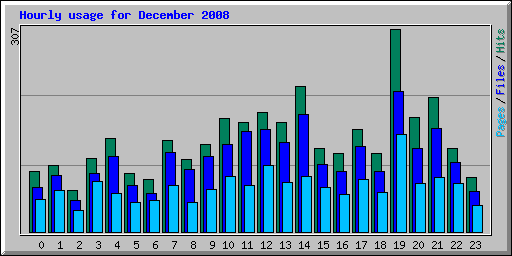 Hourly usage for December 2008
307
Pages / Files / Hits
0 1 2 3 4 5 6 7 8 9 10 11 12 13 14 15 16 17 18 19 20 21 22 23